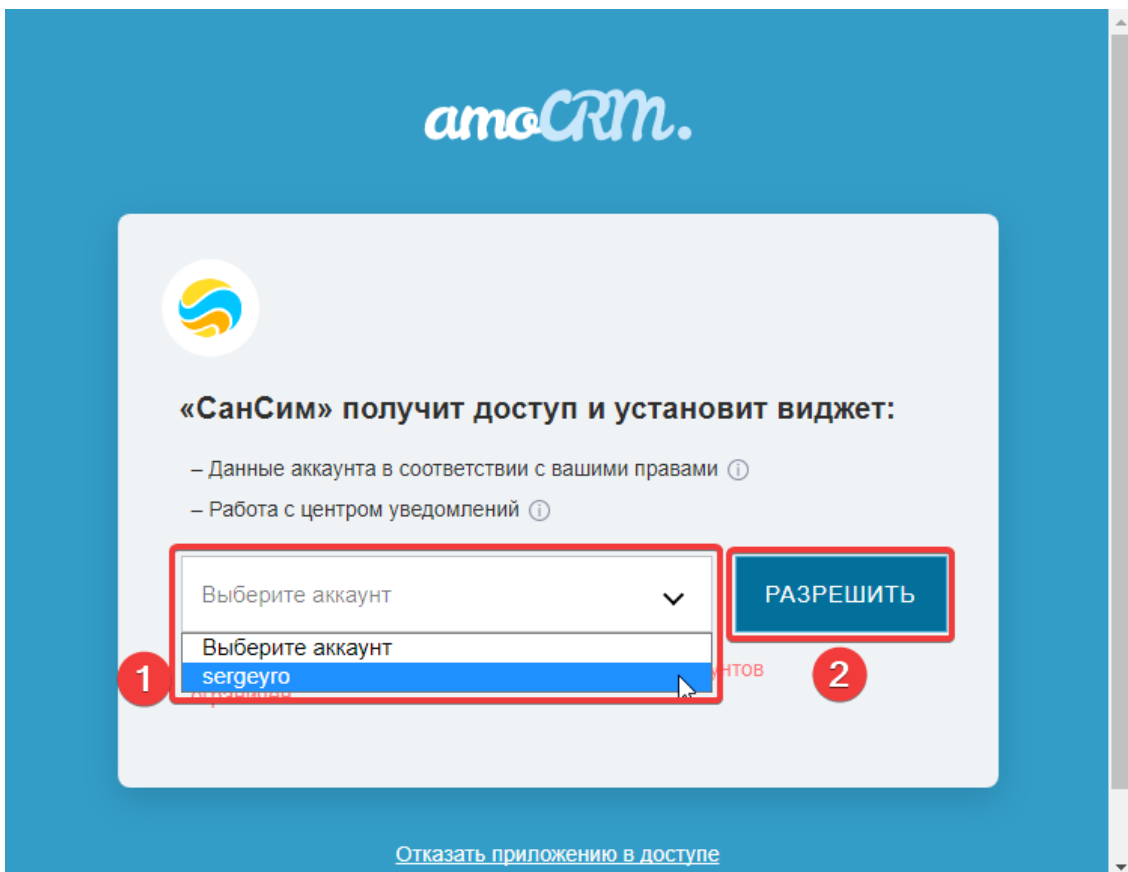 amoCRM.
«СанСим» получит доступ и установит виджет:
– Данные аккаунта в соответствии с вашими правами
– Работа с центром уведомлений
Выберите аккаунт
РАЗРЕШИТЬ
Выберите аккаунт
1
sergeyro
2
Отказать приложению в доступе